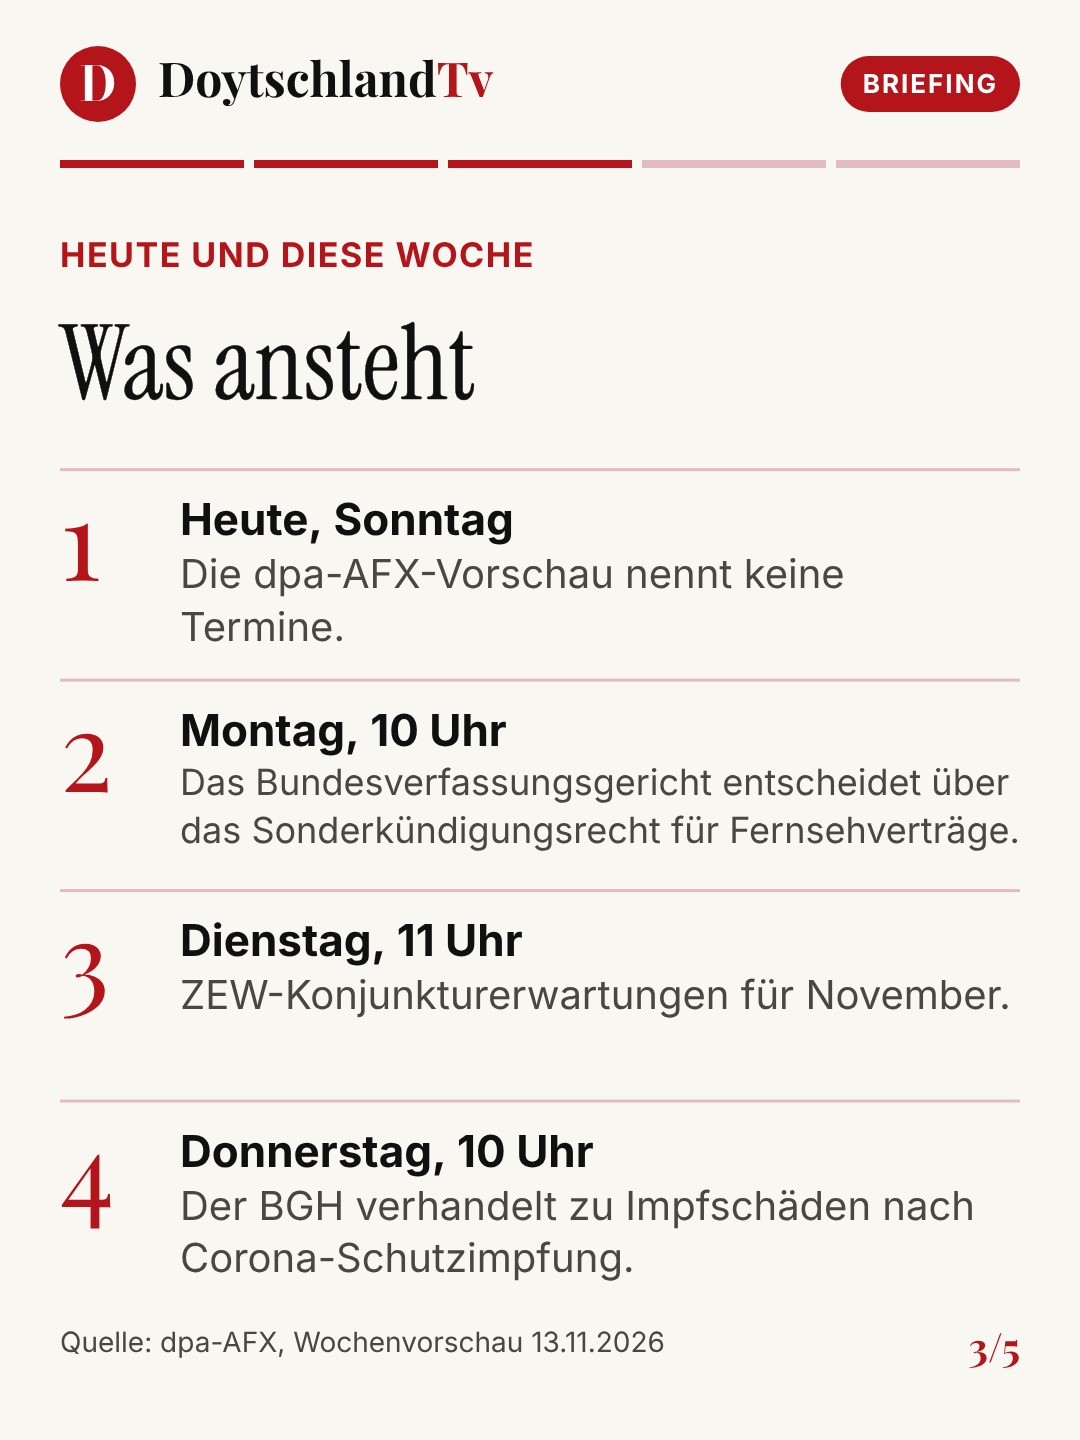 D DoytschlandTv
BRIEFING
HEUTE UND DIESE WOCHE
Was ansteht
1
Heute, Sonntag
Die dpa-AFX-Vorschau nennt keine
Termine.
2
Montag, 10 Uhr
Das Bundesverfassungsgericht entscheidet über
das Sonderkündigungsrecht für Fernsehverträge.
3
Dienstag, 11 Uhr
ZEW-Konjunkturerwartungen für November.
4
Donnerstag, 10 Uhr
Der BGH verhandelt zu Impfschäden nach
Corona-Schutzimpfung.
Quelle: dpa-AFX, Wochenvorschau 13.11.2026
3/5